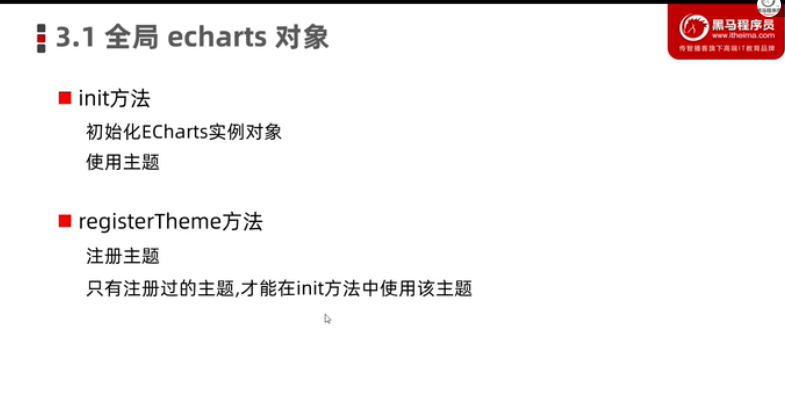 3.1 全局 echarts 对象
黑马程序员
www.itheima.com
传智播客旗下高端IT教育品牌
init方法
初始化ECharts实例对象
使用主题
registerTheme方法
注册主题
只有注册过的主题,才能在init方法中使用该主题